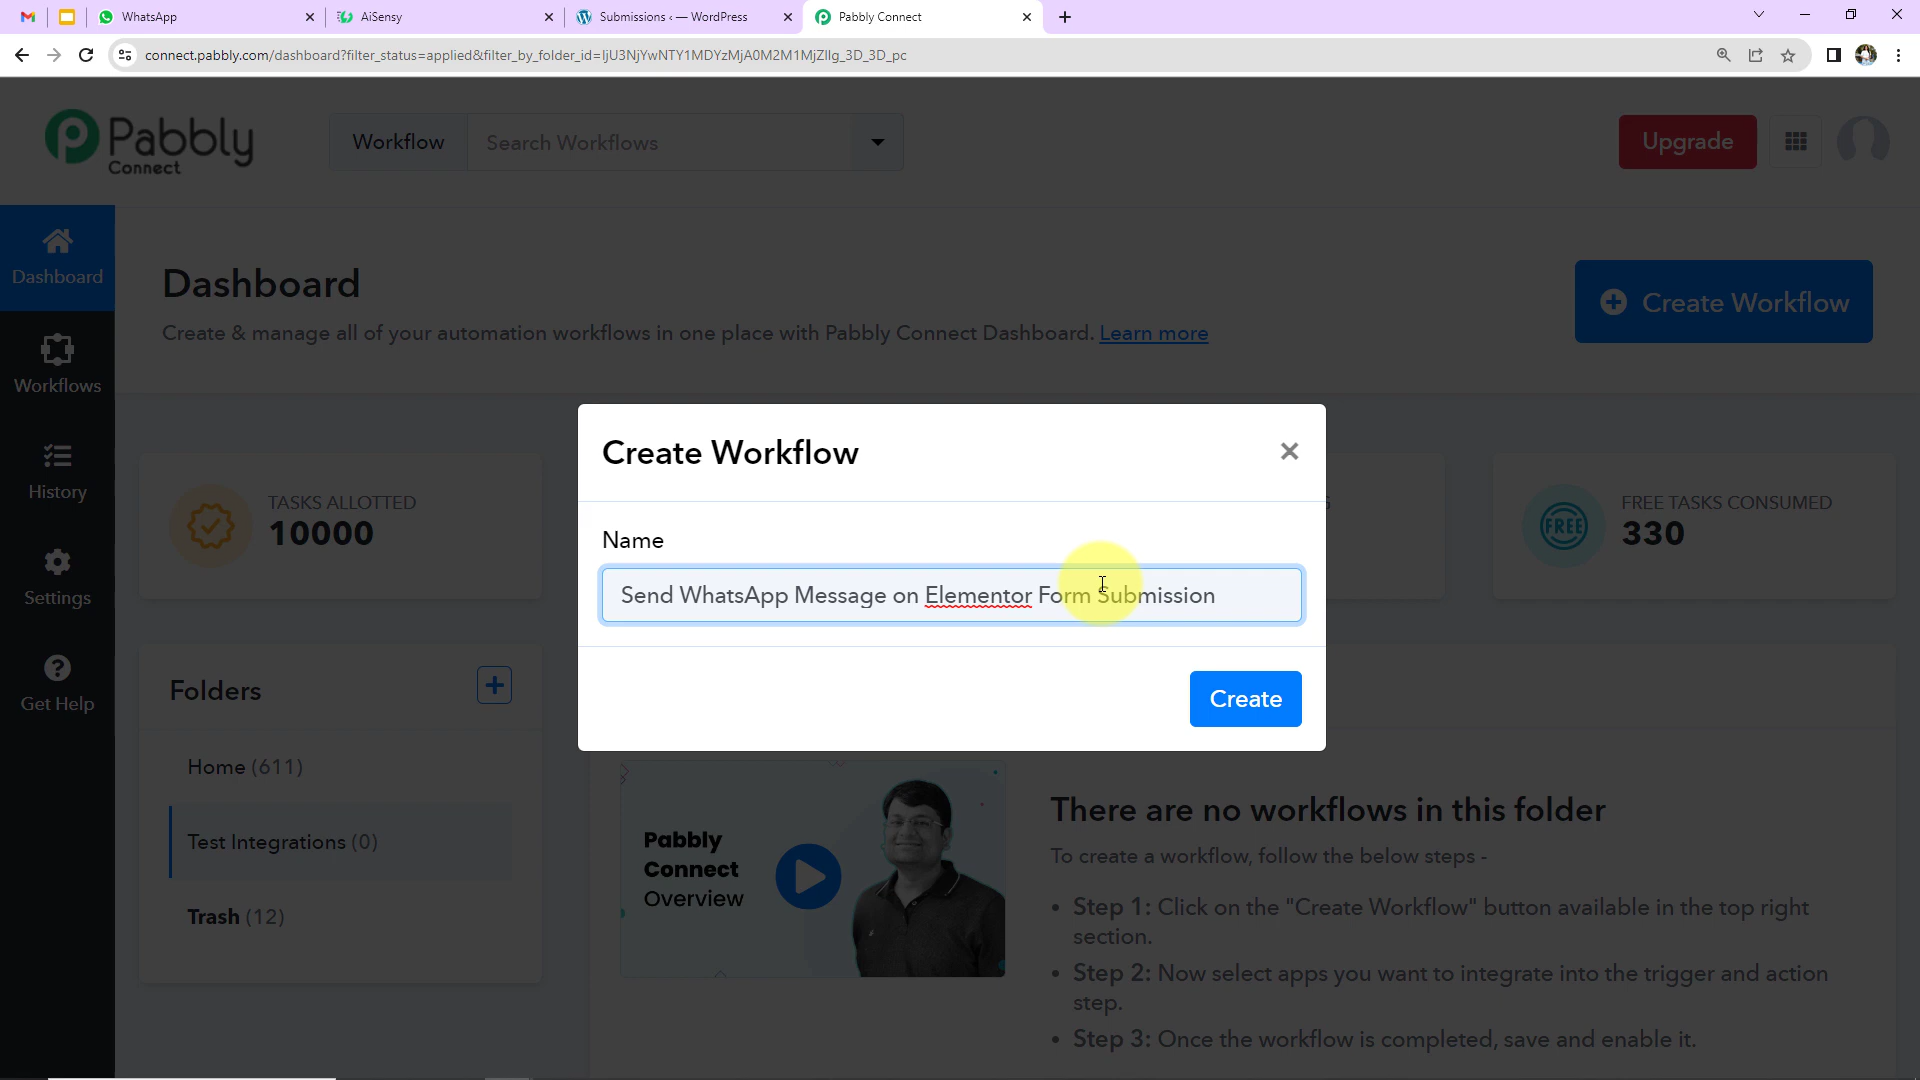 WhatsApp
AiSensy
Submissions ‹ — WordPress
Pabbly Connect
connect.pabbly.com/dashboard?filter_status=applied&filter_by_folder_id=IjU3NjYwNTY1MDYzMjA0M2M1MjZlIg_3D_3D_pc
Pabbly
Connect
Workflow
Search Workflows
Upgrade
Dashboard
Workflows
History
Settings
Get Help
Dashboard
Create & manage all of your automation workflows in one place with Pabbly Connect Dashboard. Learn more
Create Workflow
TASKS ALLOTTED
10000
FREE
FREE TASKS CONSUMED
330
Create Workflow
Name
Send WhatsApp Message on Elementor Form Submission
Create
Folders
Home (611)
Test Integrations (0)
Trash (12)
Pabbly
Connect
Overview
There are no workflows in this folder
To create a workflow, follow the below steps -
• Step 1: Click on the "Create Workflow" button available in the top right
section.
• Step 2: Now select apps you want to integrate into the trigger and action
step.
• Step 3: Once the workflow is completed, save and enable it.